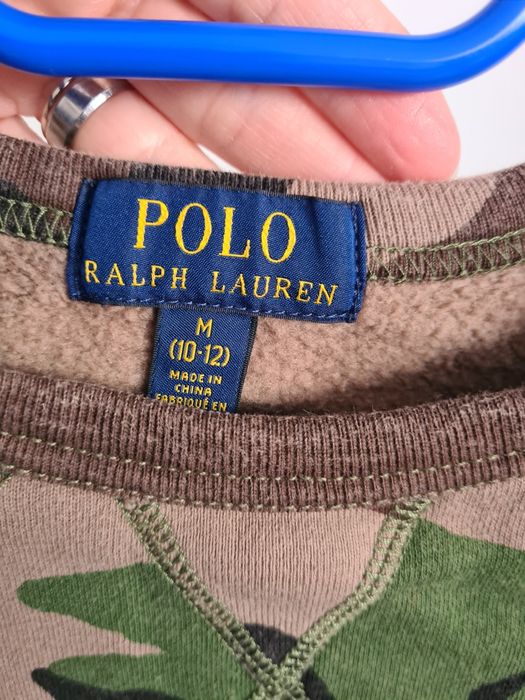 POLO
RALPH LAUREN
M
(10-12)
MADE IN
CHINA
FABRIQUÉ EN